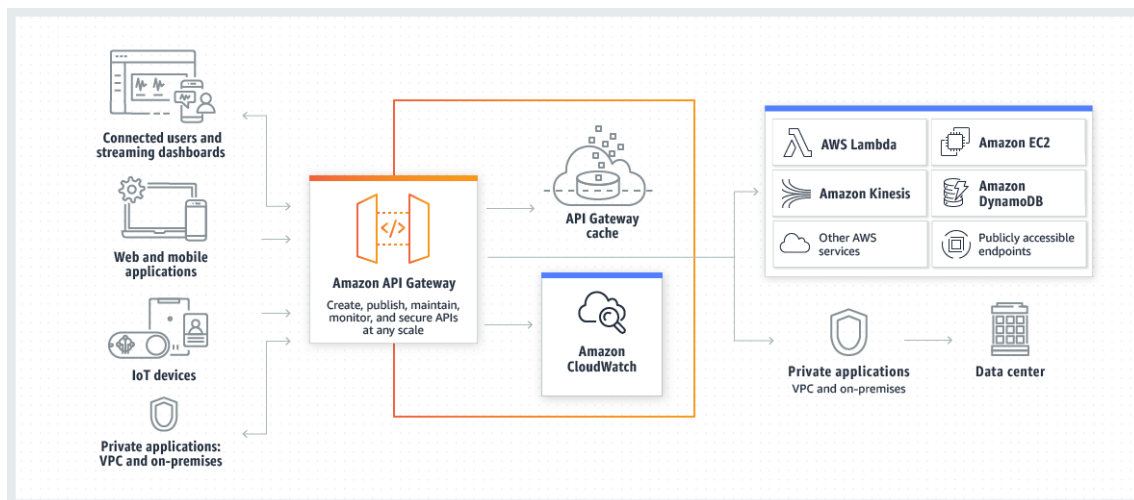 Connected users and
streaming dashboards
Web and mobile
applications
IoT devices
Private applications:
VPC and on-premises
</>
Amazon API Gateway
Create, publish, maintain,
monitor, and secure APIs
at any scale
API Gateway
cache
Amazon
CloudWatch
AWS Lambda
Amazon EC2
Amazon Kinesis
Amazon
DynamoDB
Other AWS
services
Publicly accessible
endpoints
Private applications
VPC and on-premises
Data center